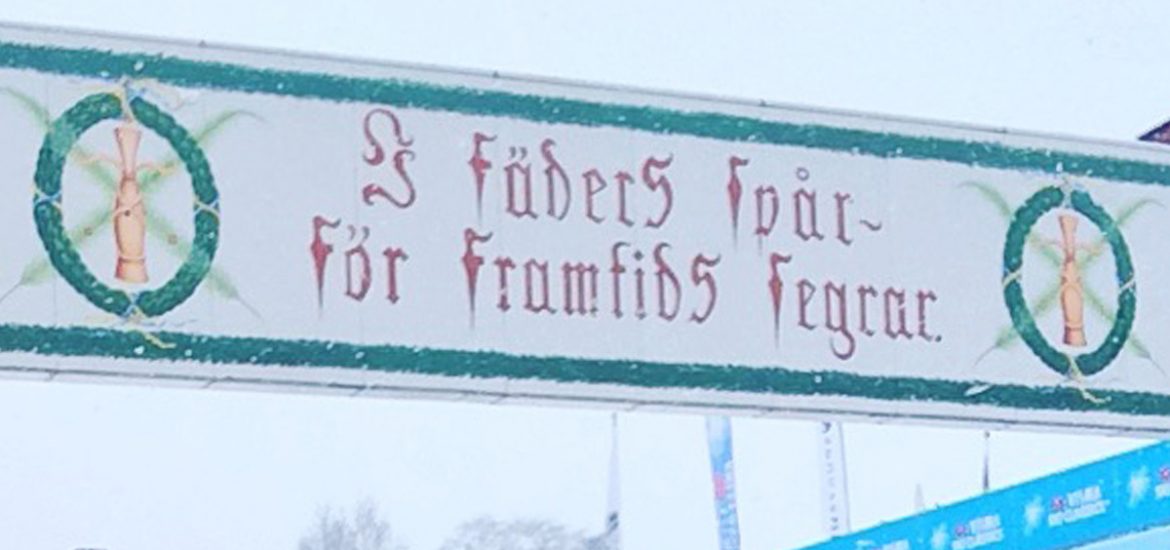 I fäders spår-
för framtids segrar.